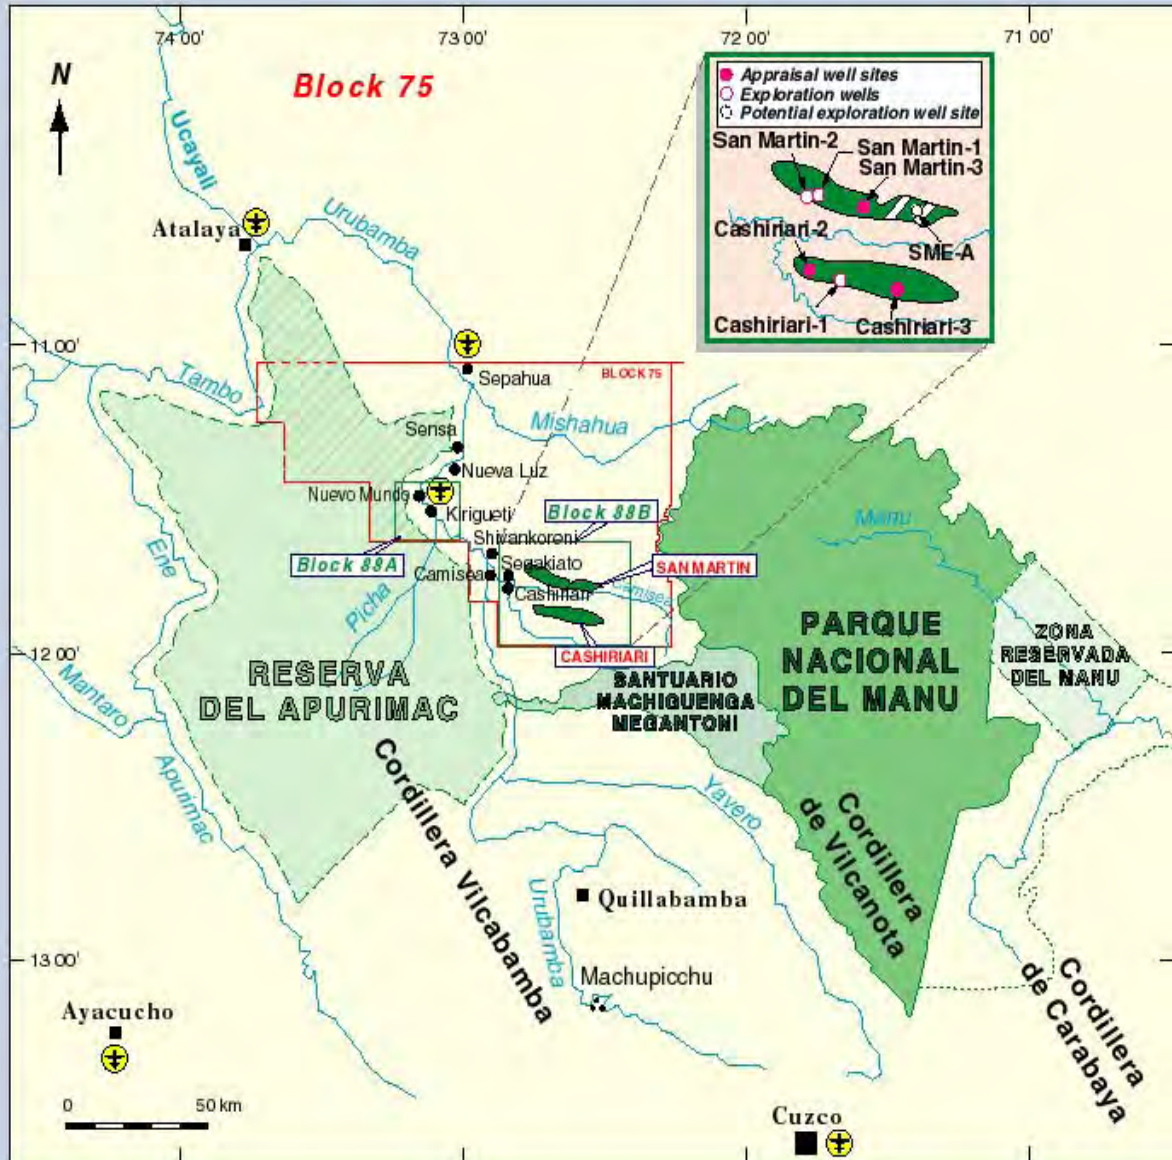 74 00'
73 00'
72 00'
71 00'
N
Block 75
Appraisal well sites
Exploration wells
Potential exploration well site
San Martin-2
San Martin-1
San Martin-3
Cashiriari-2
SME-A
Cashiriari-1
Cashiriari-3
Ucayali
Atalaya
Urubamba
11 00'
Tambo
Sepahua
BLOCK 75
Mishahua
Sensa
Nueva Luz
Nuevo Mundo
Kirigueti
Block 88B
Manu
Ene
Shivankoreni
Block 88A
Segakiato
Camisea
SAN MARTIN
Cashiriari
Camisea
Picha
12 00'
CASHIRIARI
PARQUE
NACIONAL
DEL MANU
ZONA
RESERVADA
DEL MANU
RESERVA
DEL APURIMAC
SANTUARIO
MACHIGUENGA
MEGANTONI
Mantaro
Apurimac
Cordillera Vilcabamba
Yavero
Cordillera
de Vilcanota
Urubamba
Quillabamba
13 00'
Machupicchu
Cordillera
de Carabaya
Ayacucho
0 50 km
Cuzco